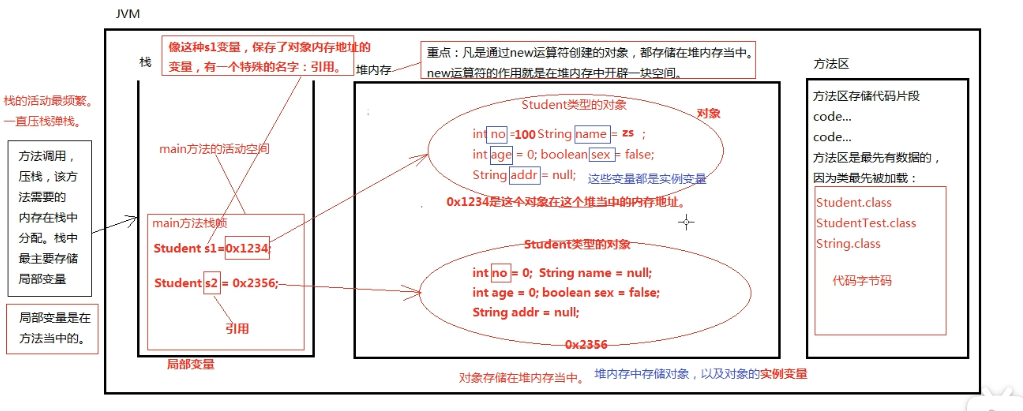 JVM
像这种s1变量，保存了对象内存地址的
变量，有一个特殊的名字：引用。
栈
栈的活动最频繁。
一直压栈弹栈。
方法调用，
压栈，该方
法需要的
内存在栈中
分配。栈中
最主要存储
局部变量
局部变量是在
方法当中的。
main方法的活动空间
main方法栈帧
Student s1=0x1234;
Student s2 = 0x2356;
引用
局部变量
堆内存
重点：凡是通过new运算符创建的对象，都存储在堆内存当中。
new运算符的作用就是在堆内存中开辟一块空间。
Student类型的对象
对象
int no =100 String name = zs ;
int age = 0; boolean sex = false;
String addr = null;
这些变量都是实例变量
0x1234是这个对象在这个堆当中的内存地址。
Student类型的对象
int no = 0; String name = null;
int age = 0; boolean sex = false;
String addr = null;
0x2356
对象存储在堆内存当中。
堆内存中存储对象，以及对象的实例变量
方法区
方法区存储代码片段
code...
code...
方法区是最先有数据的，
因为类最先被加载：
Student.class
StudentTest.class
String.class
代码字节码